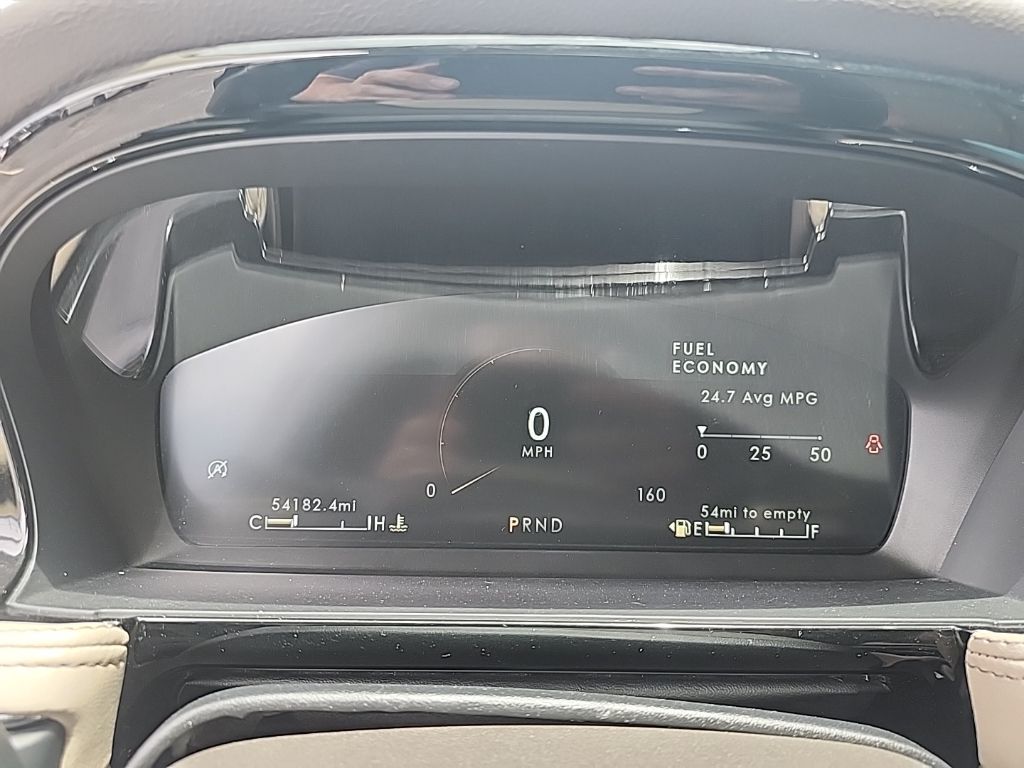 FUEL
ECONOMY
24.7 Avg MPG
0 25 50
0
MPH
0
160
A
54182.4mi
C H
PRND
54mi to empty
E F